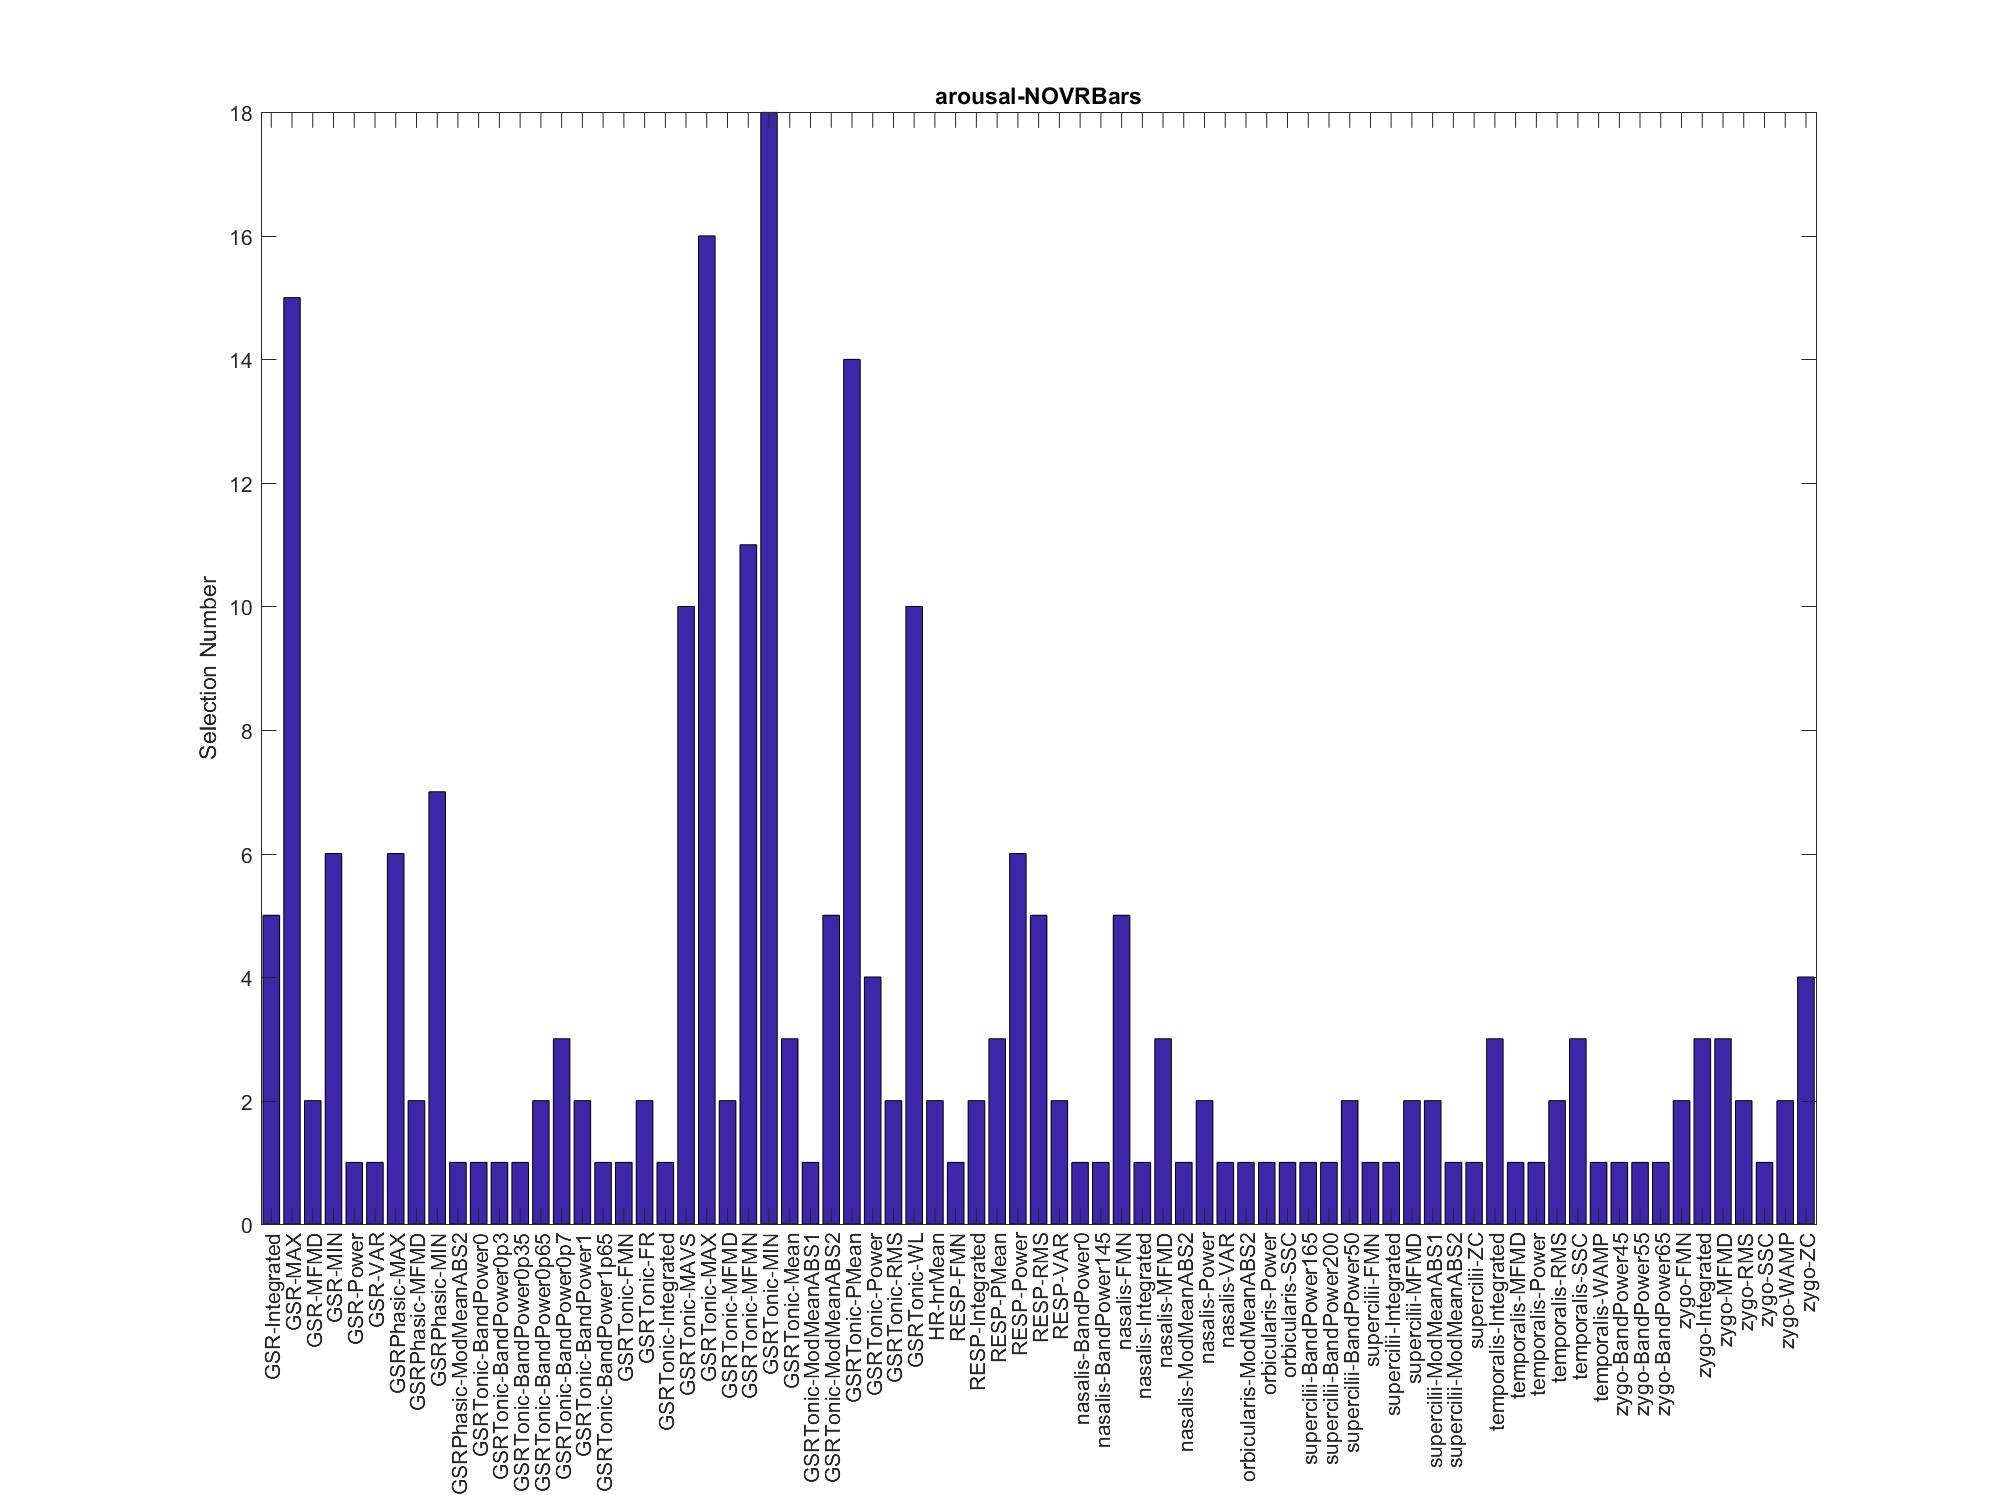 arousal-NOVRBars
Selection Number
18
16
14
12
10
8
6
4
2
0
GSR-Integrated
GSR-MAX
GSR-MFMD
GSR-MIN
GSR-Power
GSR-VAR
GSRPhasic-MAX
GSRPhasic-MFMD
GSRPhasic-MIN
GSRPhasic-ModMeanABS2
GSRTonic-BandPower0
GSRTonic-BandPower0p3
GSRTonic-BandPower0p35
GSRTonic-BandPower0p65
GSRTonic-BandPower0p7
GSRTonic-BandPower1
GSRTonic-BandPower1p65
GSRTonic-FMN
GSRTonic-FR
GSRTonic-Integrated
GSRTonic-MAVS
GSRTonic-MAX
GSRTonic-MFMD
GSRTonic-MFMN
GSRTonic-MIN
GSRTonic-Mean
GSRTonic-ModMeanABS1
GSRTonic-ModMeanABS2
GSRTonic-PMean
GSRTonic-Power
GSRTonic-RMS
GSRTonic-WL
HR-hrMean
RESP-FMN
RESP-Integrated
RESP-PMean
RESP-Power
RESP-RMS
RESP-VAR
nasalis-BandPower0
nasalis-BandPower145
nasalis-FMN
nasalis-Integrated
nasalis-MFMD
nasalis-ModMeanABS2
nasalis-Power
nasalis-VAR
orbicularis-ModMeanABS2
orbicularis-Power
orbicularis-SSC
supercilii-BandPower165
supercilii-BandPower200
supercilii-BandPower50
supercilii-FMN
supercilii-Integrated
supercilii-MFMD
supercilii-ModMeanABS1
supercilii-ModMeanABS2
supercilii-ZC
temporalis-Integrated
temporalis-MFMD
temporalis-Power
temporalis-RMS
temporalis-SSC
temporalis-WAMP
zygo-BandPower45
zygo-BandPower55
zygo-BandPower65
zygo-FMN
zygo-Integrated
zygo-MFMD
zygo-RMS
zygo-SSC
zygo-WAMP
zygo-ZC